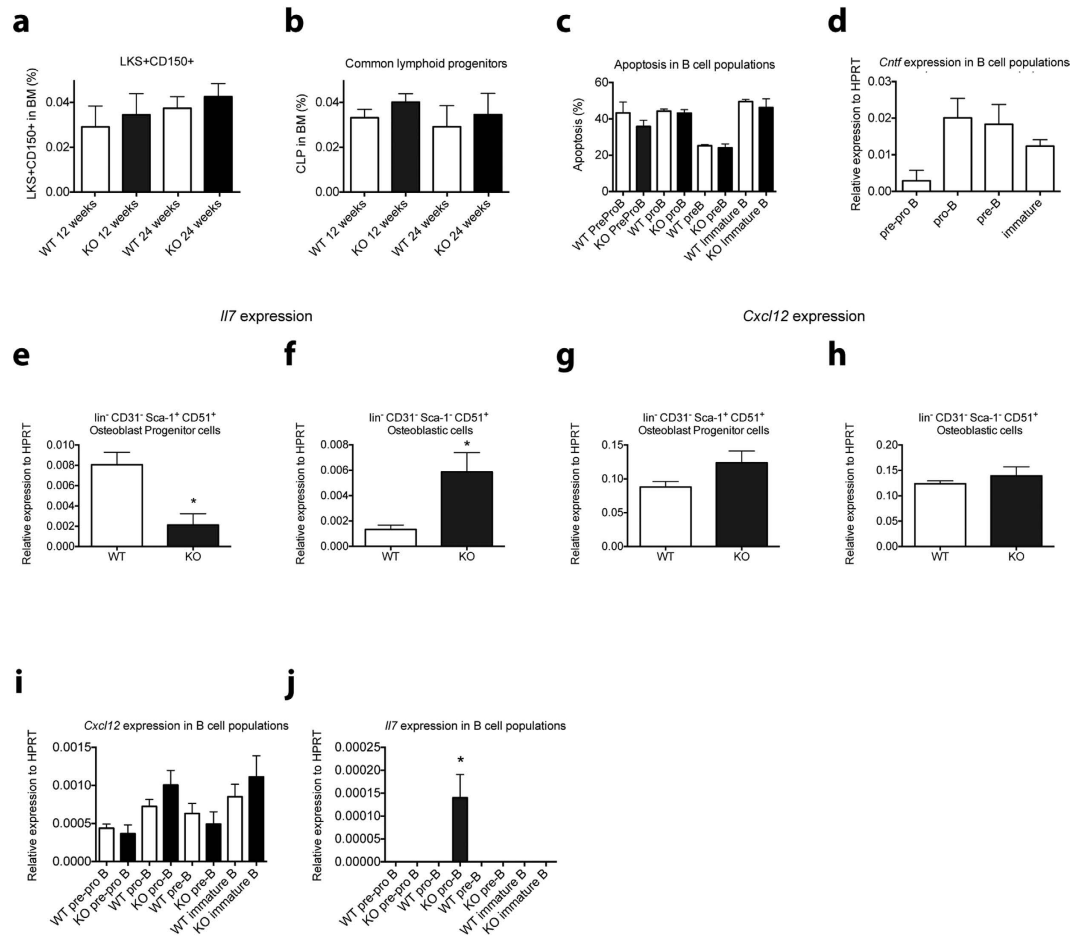 a
b
c
d
LKS+CD150+
LKS+CD150+ in BM (%)
0.04
0.02
0.00
WT 12 weeks
KO 12 weeks
WT 24 weeks
KO 24 weeks
Common lymphoid progenitors
CLP in BM (%)
0.04
0.02
0.00
WT 12 weeks
KO 12 weeks
WT 24 weeks
KO 24 weeks
Apoptosis in B cell populations
Apoptosis (%)
60
40
20
0
WT PreProB
KO PreProB
WT proB
KO proB
WT preB
KO preB
WT Immature B
KO Immature B
Cntf expression in B cell populations
Relative expression to HPRT
0.03
0.02
0.01
0.00
pre-pro B
pro-B
pre-B
immature
Il7 expression
Cxcl12 expression
e
f
g
h
lin- CD31- Sca-1+ CD51+
Osteoblast Progenitor cells
Relative expression to HPRT
0.010
0.008
0.006
0.004
0.002
0.000
*
WT
KO
lin- CD31- Sca-1- CD51+
Osteoblastic cells
Relative expression to HPRT
0.008
0.006
0.004
0.002
0.000
*
WT
KO
lin- CD31- Sca-1+ CD51+
Osteoblast Progenitor cells
Relative expression to HPRT
0.15
0.10
0.05
0.00
WT
KO
lin- CD31- Sca-1- CD51+
Osteoblastic cells
Relative expression to HPRT
0.20
0.15
0.10
0.05
0.00
WT
KO
i
j
Cxcl12 expression in B cell populations
Relative expression to HPRT
0.0015
0.0010
0.0005
0.0000
WT pre-pro B
KO pre-pro B
WT pro-B
KO pro-B
WT pre-B
KO pre-B
WT immature B
KO immature B
Il7 expression in B cell populations
Relative expression to HPRT
0.00025
0.00020
0.00015
0.00010
0.00005
0.00000
*
WT pre-pro B
KO pre-pro B
WT pro-B
KO pro-B
WT pre-B
KO pre-B
WT immature B
KO immature B